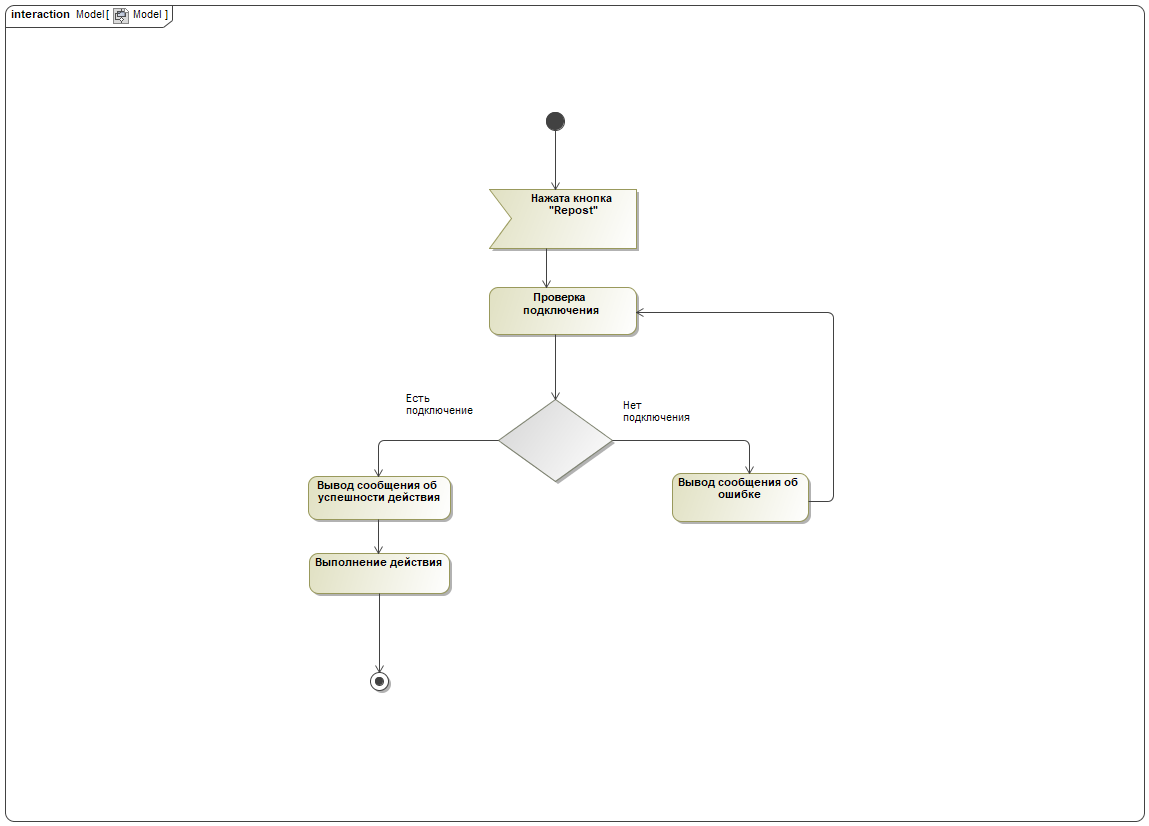 interaction Model[ Model ]
Нажата кнопка
"Repost"
Проверка
подключения
Есть
подключение
Нет
подключения
Вывод сообщения об
успешности действия
Вывод сообщения об
ошибке
Выполнение действия